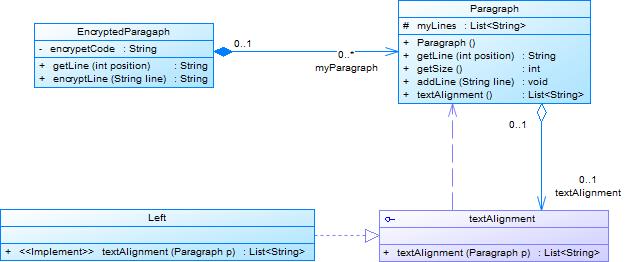 EncryptedParagaph
- encrypetCode : String
+ getLine (int position) : String
+ encryptLine (String line) : String
0..1
0..*
myParagraph
Paragraph
# myLines : List<String>
+ Paragraph ()
+ getLine (int position) : String
+ getSize () : int
+ addLine (String line) : void
+ textAlignment () : List<String>
0..1
0..1
textAlignment
Left
+ <<Implement>> textAlignment (Paragraph p) : List<String>
textAlignment
+ textAlignment (Paragraph p) : List<String>